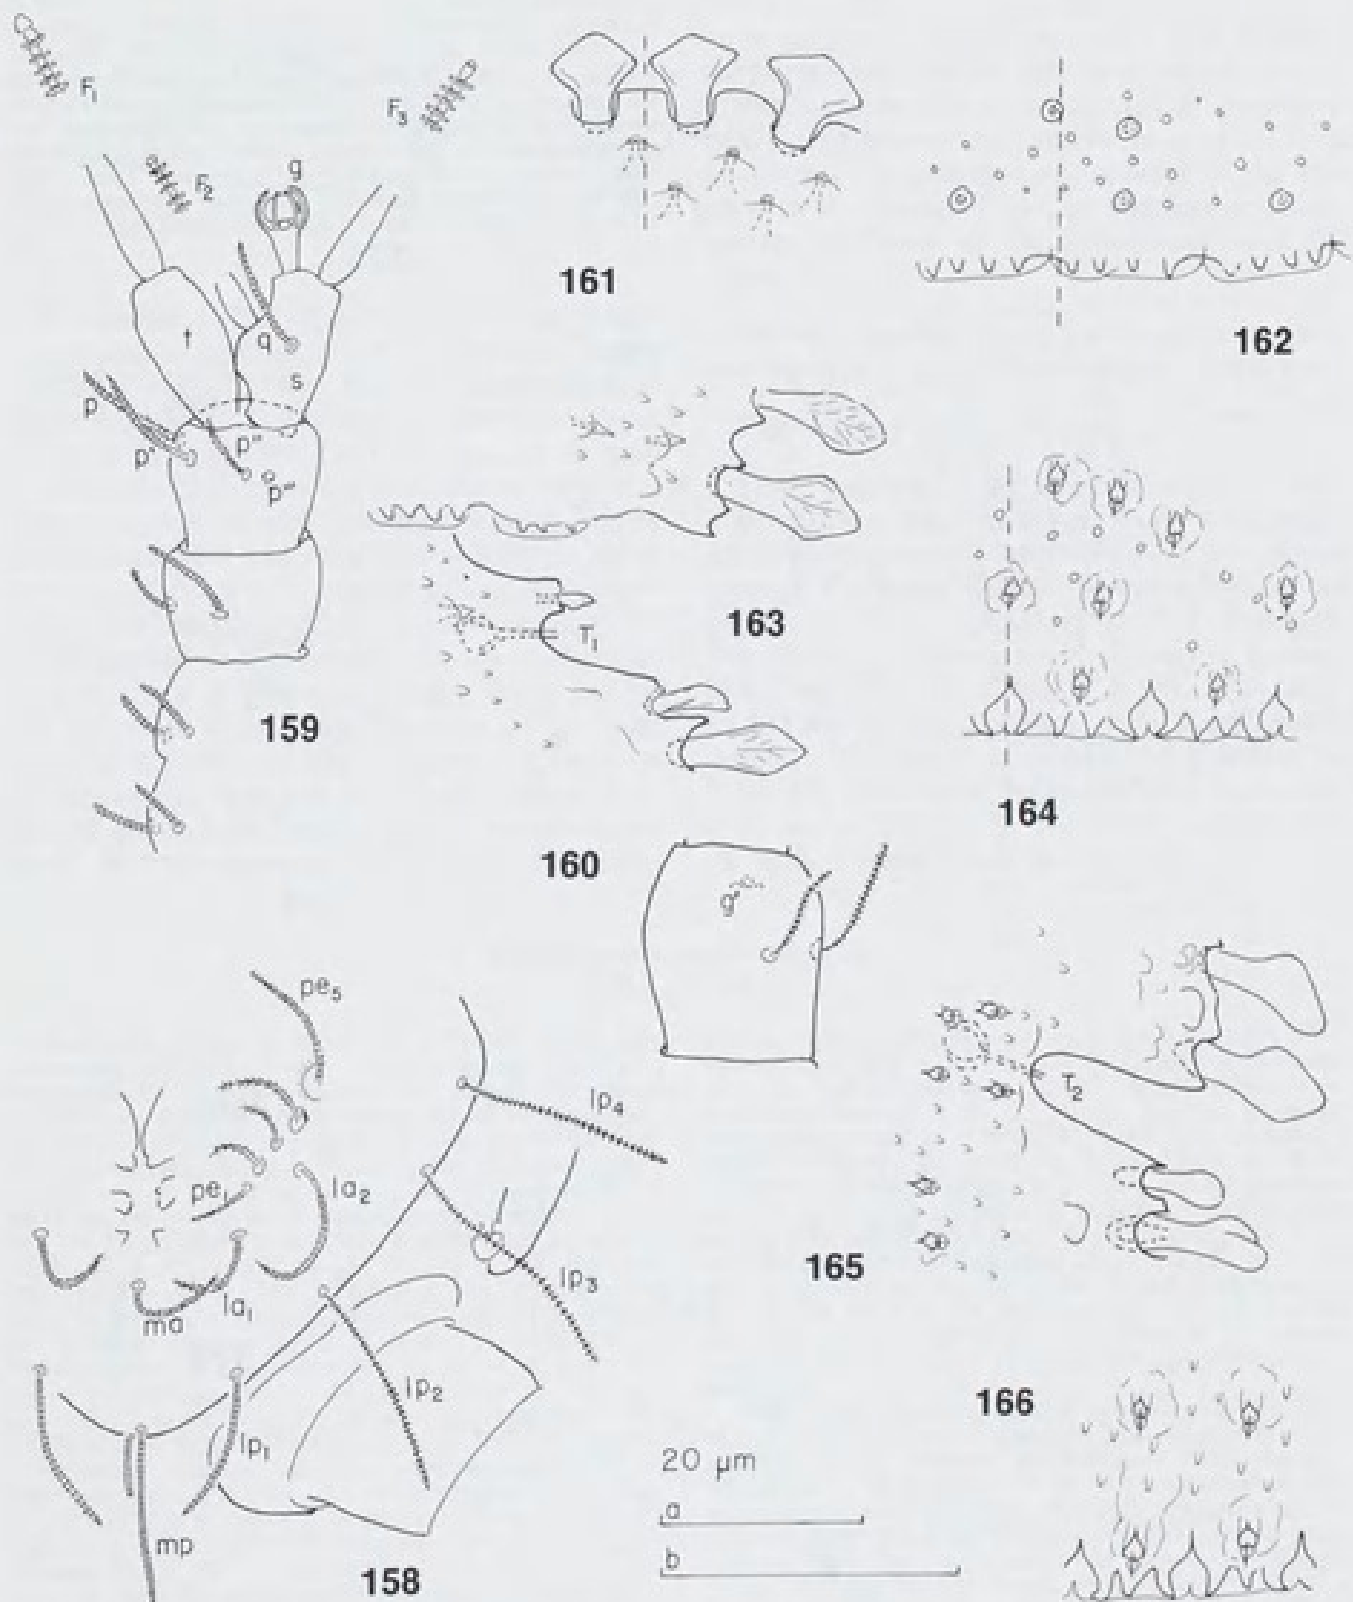 F₁
F₃
F₂
g
t
q
s
p
p'
p"
p'''
161
162
159
163
T₁
164
160
g'
pe₅
lp₄
la₂
pe₁
T₂
165
la₁
ma
lp₃
lp₂
166
lp₁
20 µm
a
b
mp
158